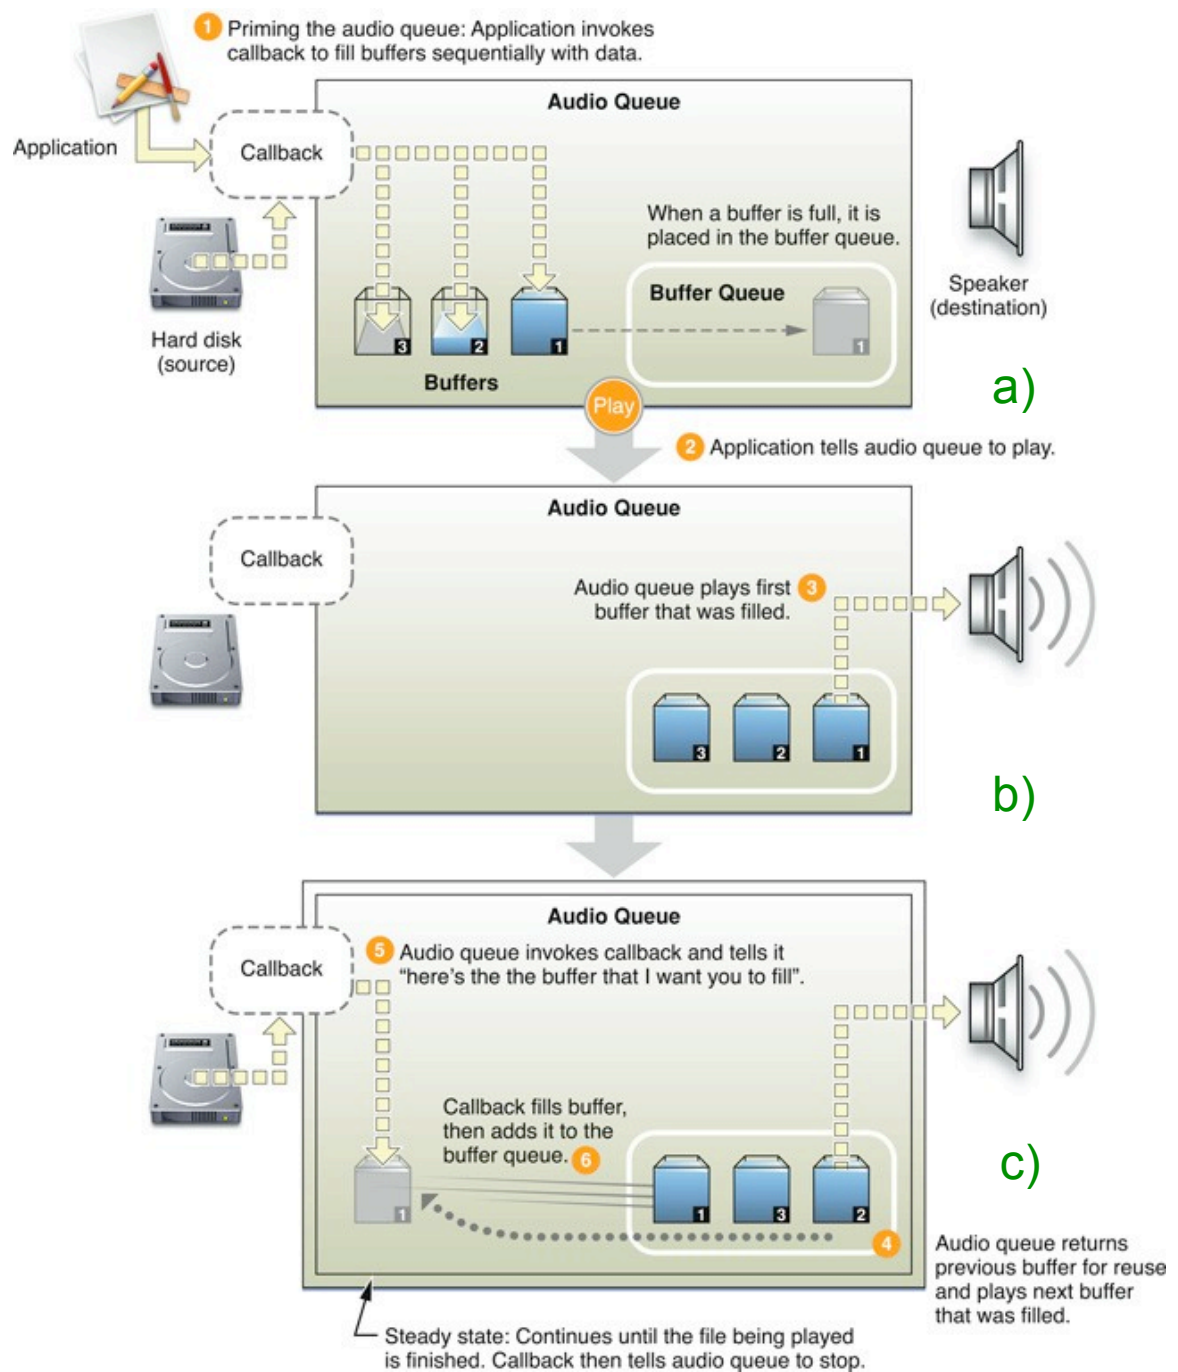 1 Priming the audio queue: Application invokes
callback to fill buffers sequentially with data.
Audio Queue
Application
Callback
When a buffer is full, it is
placed in the buffer queue.
Buffer Queue
Speaker
(destination)
Hard disk
(source)
3
2
1
1
Buffers
a)
Play
2 Application tells audio queue to play.
Audio Queue
Callback
Audio queue plays first 3
buffer that was filled.
3
2
1
b)
Audio Queue
5 Audio queue invokes callback and tells it
“here’s the the buffer that I want you to fill”.
Callback
Callback fills buffer,
then adds it to the
buffer queue. 6
1
1
3
2
c)
4
Audio queue returns
previous buffer for reuse
and plays next buffer
that was filled.
Steady state: Continues until the file being played
is finished. Callback then tells audio queue to stop.